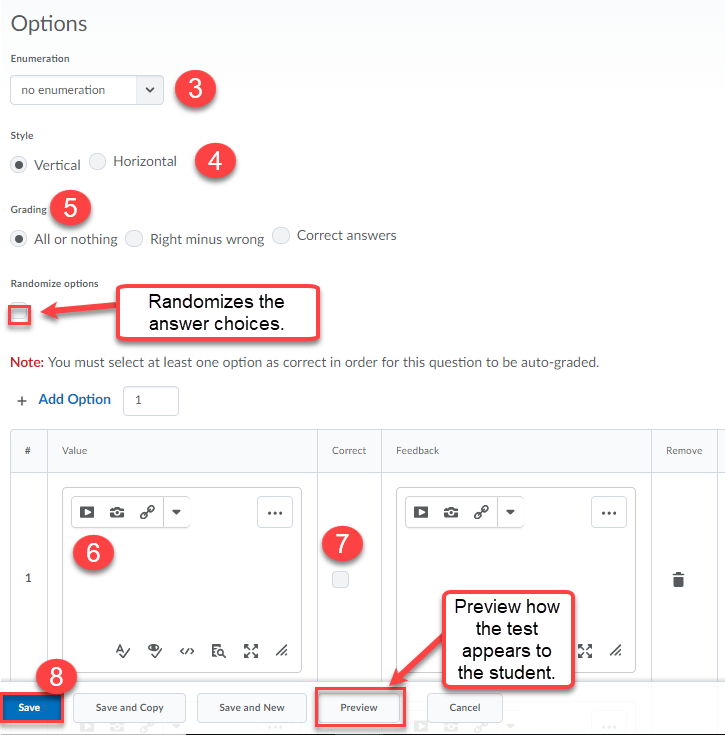 Options
Enumeration
no enumeration
3
Style
Vertical
Horizontal
4
Grading
5
All or nothing
Right minus wrong
Correct answers
Randomize options
Randomizes the
answer choices.
Note: You must select at least one option as correct in order for this question to be auto-graded.
+ Add Option
1
# Value Correct Feedback Remove
6
7
1
Preview how
the test
appears to
the student.
8
Save
Save and Copy
Save and New
Preview
Cancel